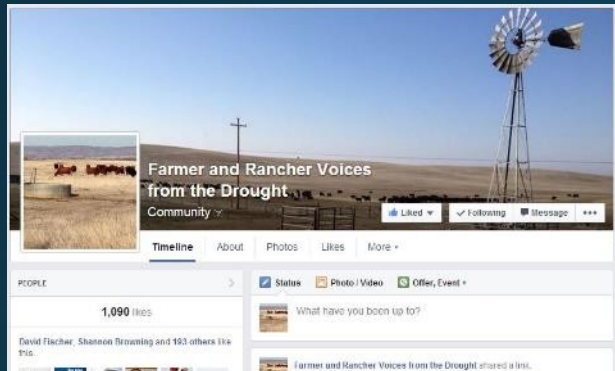 Farmer and Rancher Voices
from the Drought
Community
Liked
Following
Message
Timeline
About
Photos
Likes
More
PEOPLE
1,090 likes
David Fischer, Shannon Browning and 193 others like
this.
Status
Photo / Video
Offer, Event +
What have you been up to?
Farmer and Rancher Voices from the Drought shared a link.